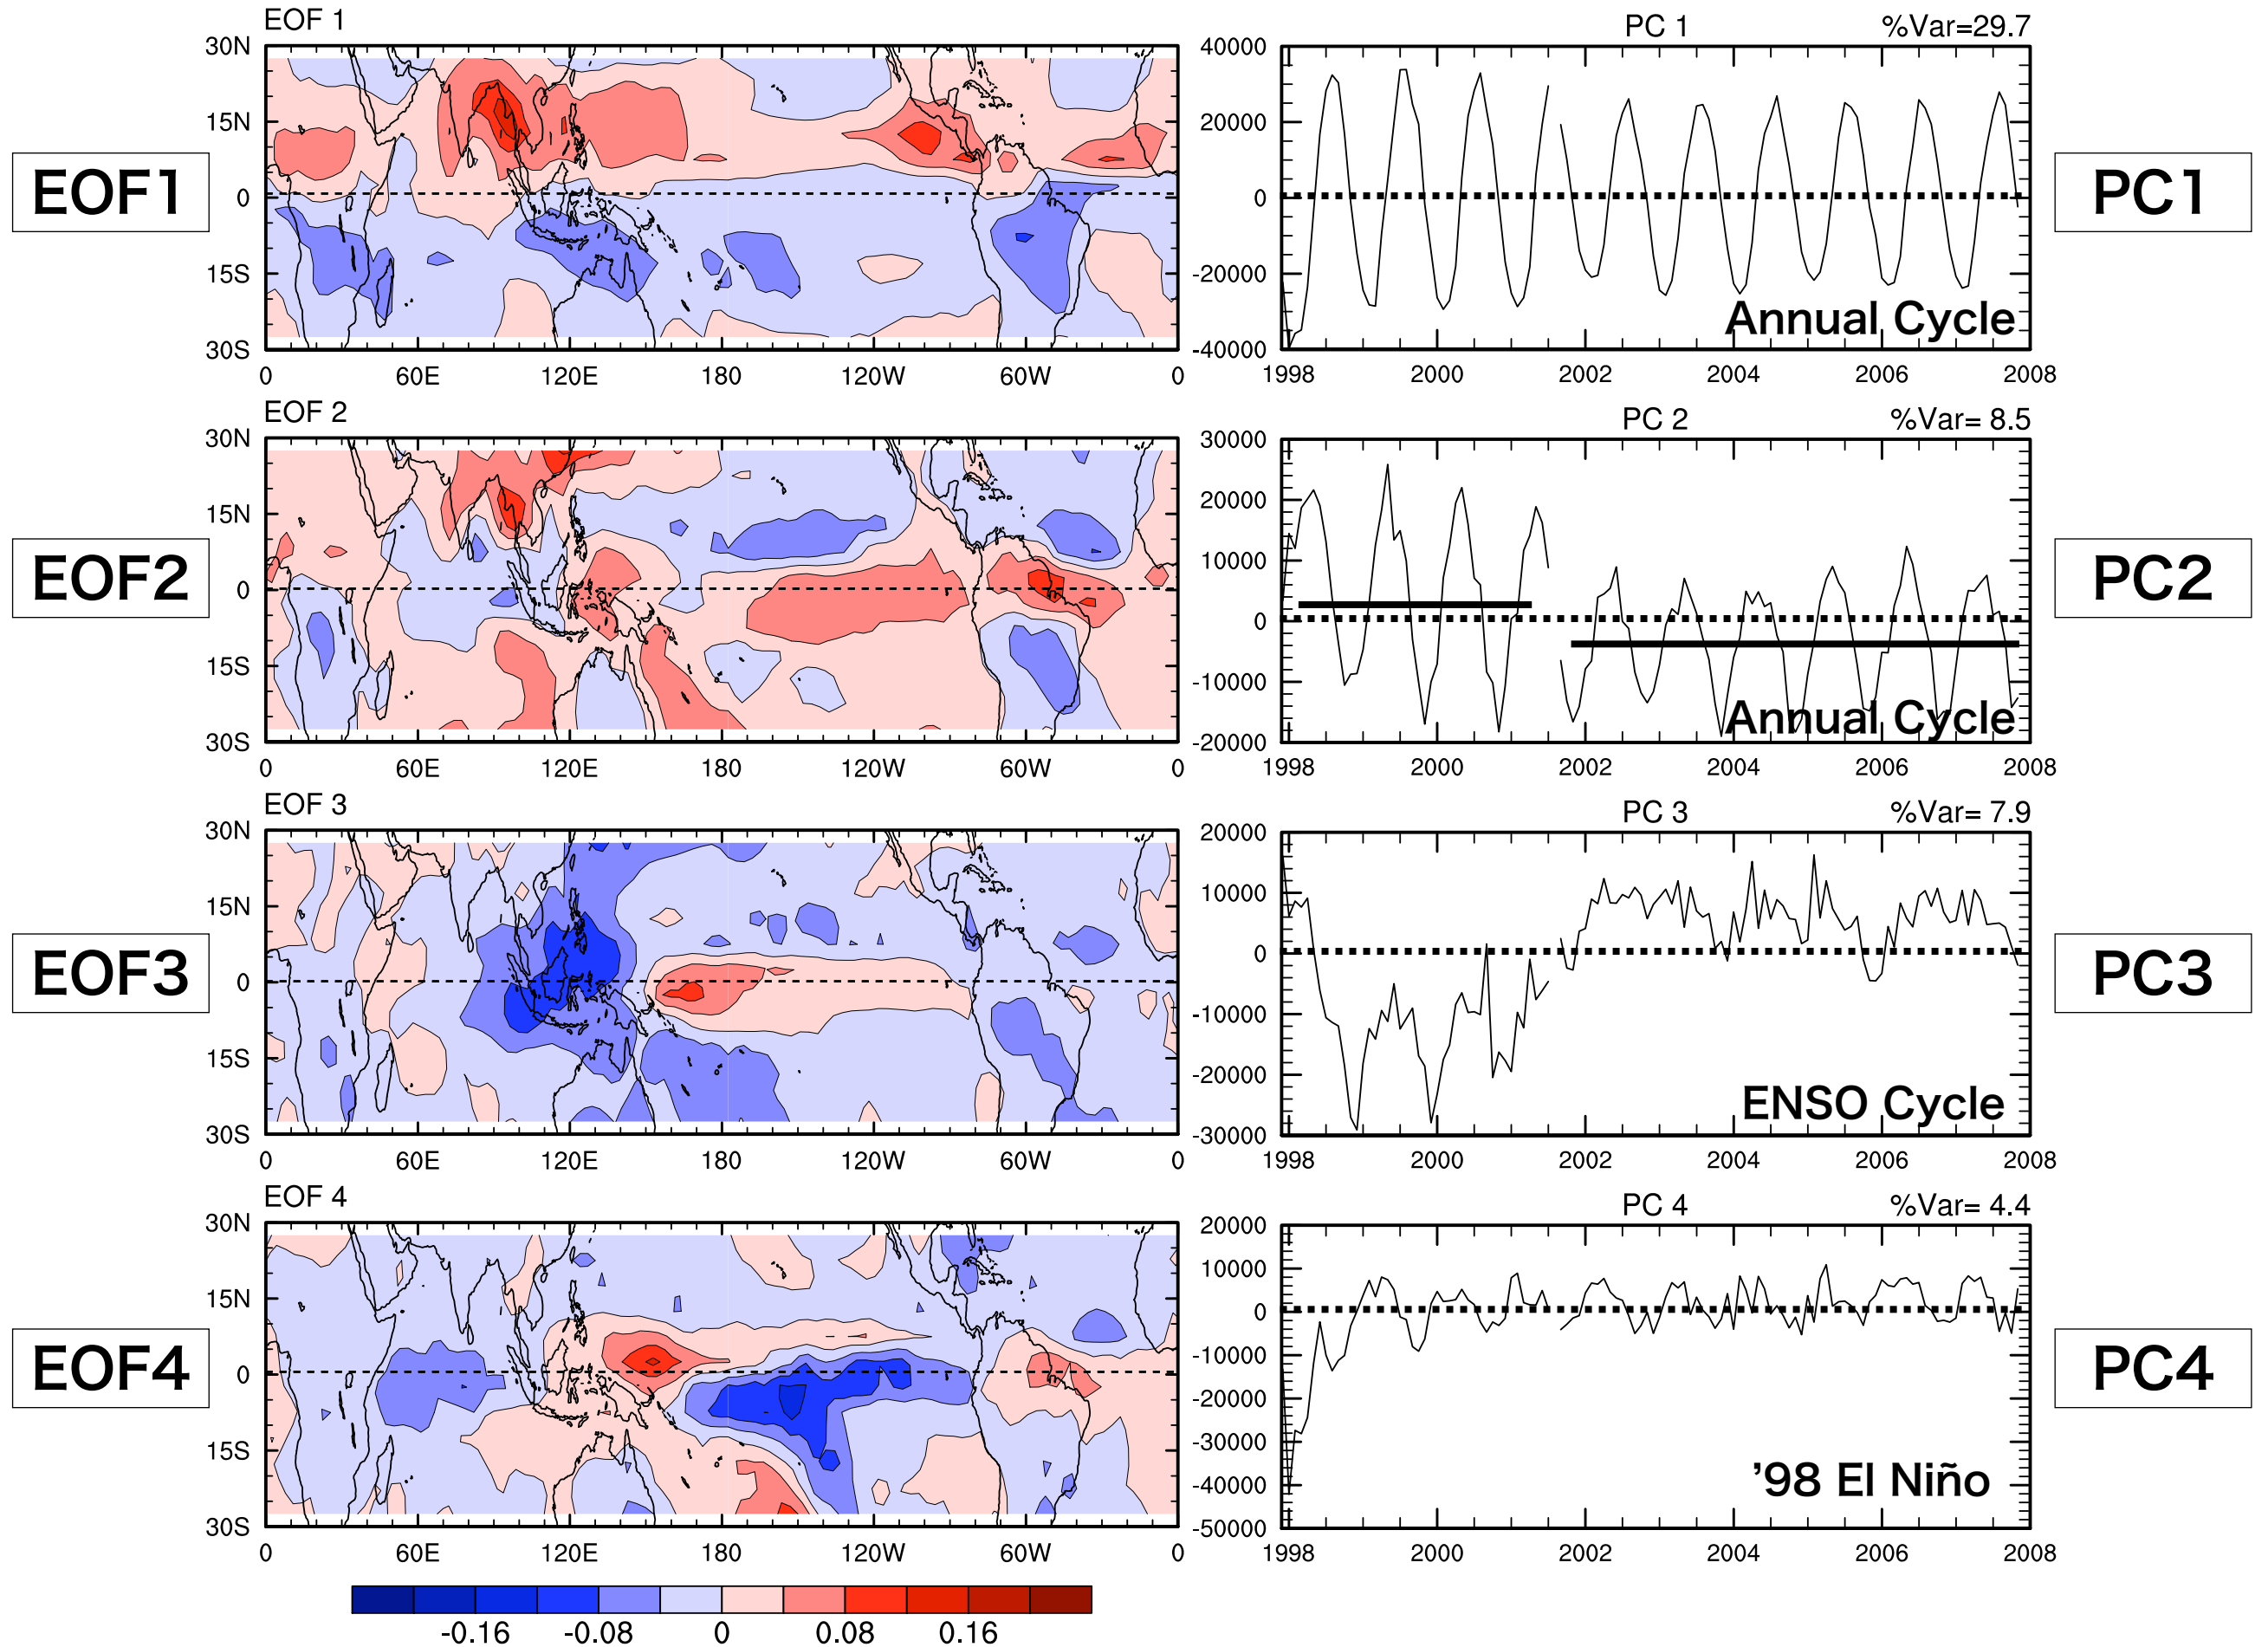 EOF 1
PC 1 %Var=29.7
30N
15N
0
15S
30S
0 60E 120E 180 120W 60W 0
EOF1
40000
20000
0
-20000
-40000
1998 2000 2002 2004 2006 2008
Annual Cycle
PC1
EOF 2
PC 2 %Var= 8.5
30N
15N
0
15S
30S
0 60E 120E 180 120W 60W 0
EOF2
30000
20000
10000
0
-10000
-20000
1998 2000 2002 2004 2006 2008
Annual Cycle
PC2
EOF 3
PC 3 %Var= 7.9
30N
15N
0
15S
30S
0 60E 120E 180 120W 60W 0
EOF3
20000
10000
0
-10000
-20000
-30000
1998 2000 2002 2004 2006 2008
ENSO Cycle
PC3
EOF 4
PC 4 %Var= 4.4
30N
15N
0
15S
30S
0 60E 120E 180 120W 60W 0
EOF4
20000
10000
0
-10000
-20000
-30000
-40000
-50000
1998 2000 2002 2004 2006 2008
’98 El Niño
PC4
-0.16 -0.08 0 0.08 0.16